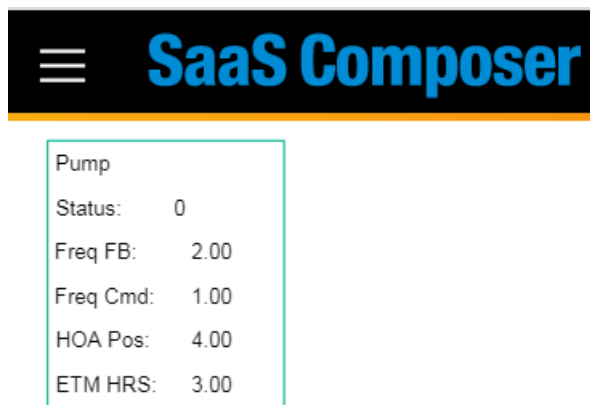 SaaS Composer
Pump
Status: 0
Freq FB: 2.00
Freq Cmd: 1.00
HOA Pos: 4.00
ETM HRS: 3.00